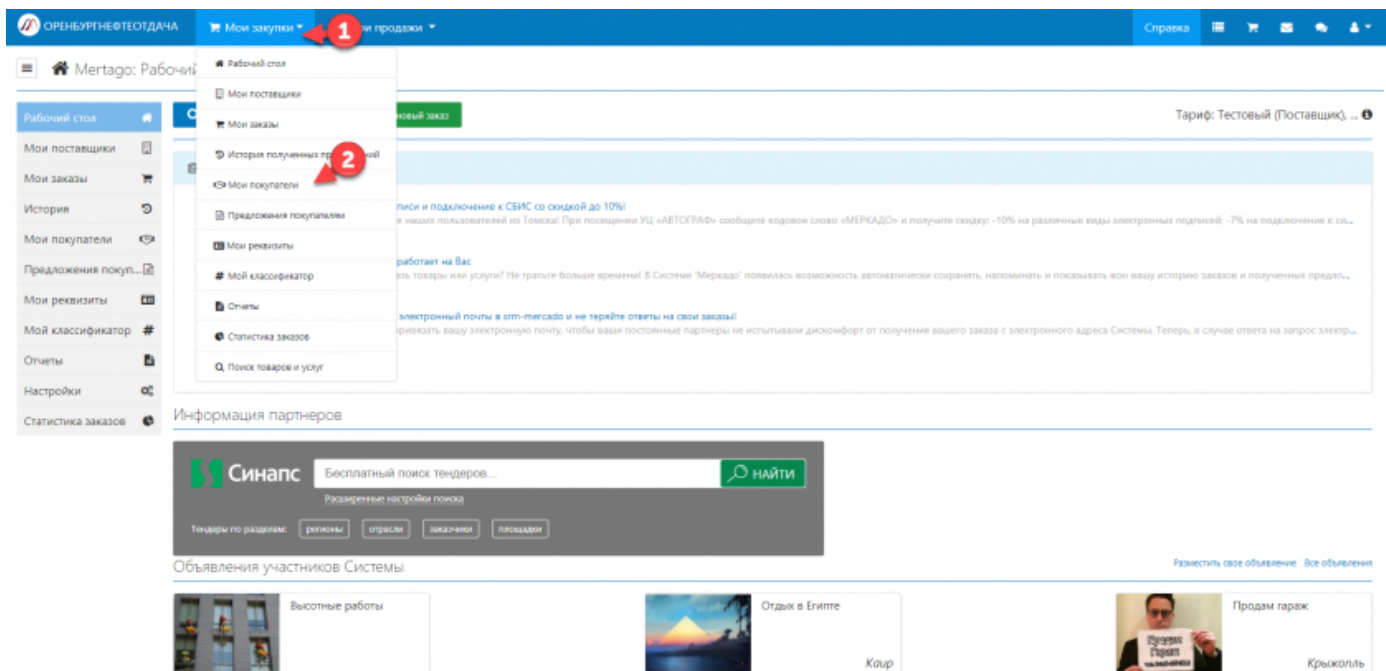 ОРЕНБУРГНЕФТЕОТДАЧА
Мои закупки
1
и продажи
Справка
Mertago: Рабочий
Рабочий стол
Мои поставщики
Мои заказы
История
Мои покупатели
Предложения покуп...
Мои реквизиты
Мой классификатор
Отчеты
Настройки
Статистика заказов
Рабочий стол
Мои поставщики
Мои заказы
История полученных
2
Мои покупатели
Предложения покупателям
Мои реквизиты
Мой классификатор
Отчеты
Статистика заказов
Поиск товаров и услуг
новый заказ
Тариф: Тестовый (Поставщик), ...
писи и подключение к СБИС со скидкой до 10%!
наших пользователей из Томска! При посещении УЦ «АВТОГРАФ» сообщите кодовое слово «МЕРКАДО» и получите скидку: -10% на различные виды электронных подписей; -7% на подключение к си...
работает на Вас
ть товары или услуги? Не тратьте больше времени! В Системе 'Меркадо' появилась возможность автоматически сохранять, напоминать и показывать всю вашу историю заказов и полученных предло...
электронный почты в srm-mercado и не теряйте ответы на свои заказы!
привязать вашу электронную почту, чтобы ваши постоянные партнеры не испытывали дискомфорт от получения вашего заказа с электронного адреса Системы. Теперь, в случае ответа на запрос электр...
Информация партнеров
Синапс
Бесплатный поиск тендеров...
НАЙТИ
Расширенные настройки поиска
Тендеры по разделам:
регионы
отрасли
заказчики
площадки
Объявления участников Системы
Разместить свое объявление
Все объявления
Высотные работы
Отдых в Египте
Каир
Продам гараж
Крыжопль